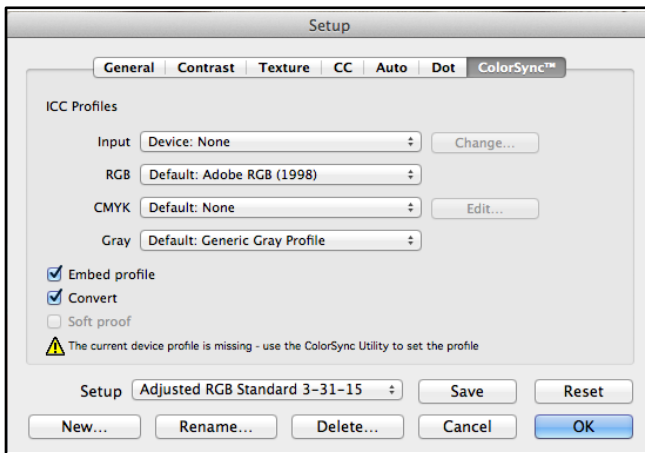 Setup
General Contrast Texture CC Auto Dot ColorSync™
ICC Profiles
Input Device: None Change...
RGB Default: Adobe RGB (1998)
CMYK Default: None Edit...
Gray Default: Generic Gray Profile
Embed profile
Convert
Soft proof
The current device profile is missing - use the ColorSync Utility to set the profile
Setup Adjusted RGB Standard 3-31-15 Save Reset
New... Rename... Delete... Cancel OK